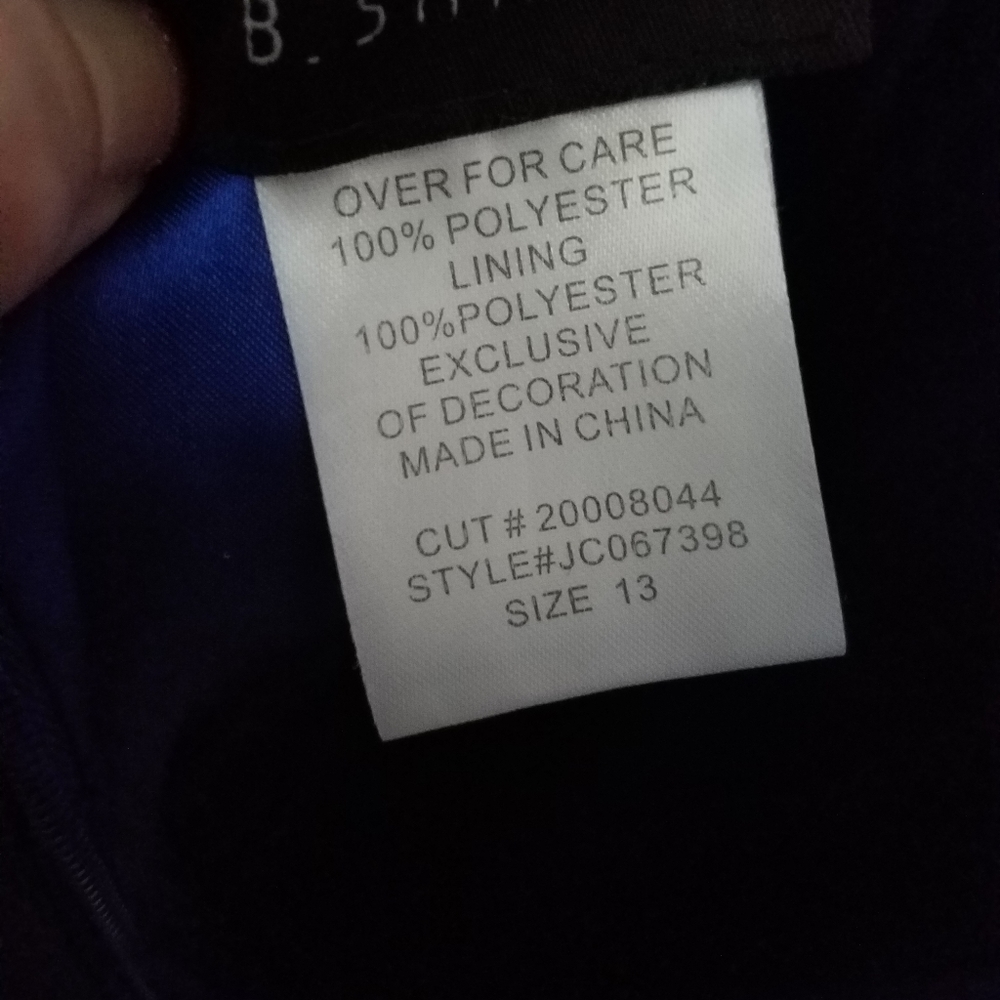 B.
OVER FOR CARE
100% POLYESTER
LINING
100%POLYESTER
EXCLUSIVE
OF DECORATION
MADE IN CHINA
CUT # 20008044
STYLE#JC067398
SIZE 13